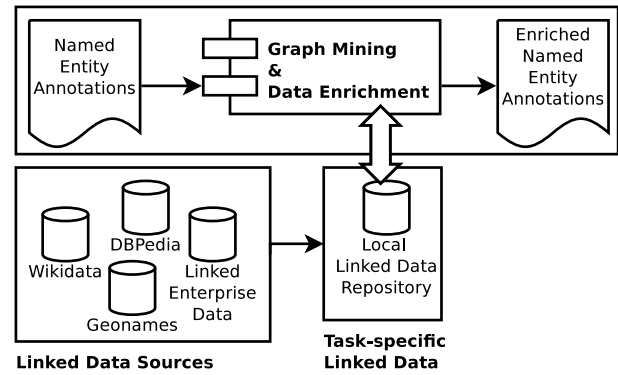 Named
Entity
Annotations
Graph Mining
&
Data Enrichment
Enriched
Named
Entity
Annotations
Wikidata
DBPedia
Geonames
Linked
Enterprise
Data
Local
Linked Data
Repository
Linked Data Sources
Task-specific
Linked Data